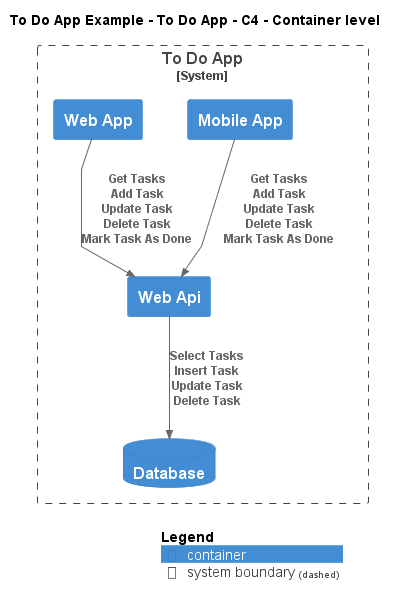 To Do App Example - To Do App - C4 - Container level
To Do App
[System]
Web App
Mobile App
Get Tasks
Add Task
Update Task
Delete Task
Mark Task As Done
Get Tasks
Add Task
Update Task
Delete Task
Mark Task As Done
Web Api
Select Tasks
Insert Task
Update Task
Delete Task
Database
Legend
container
system boundary (dashed)